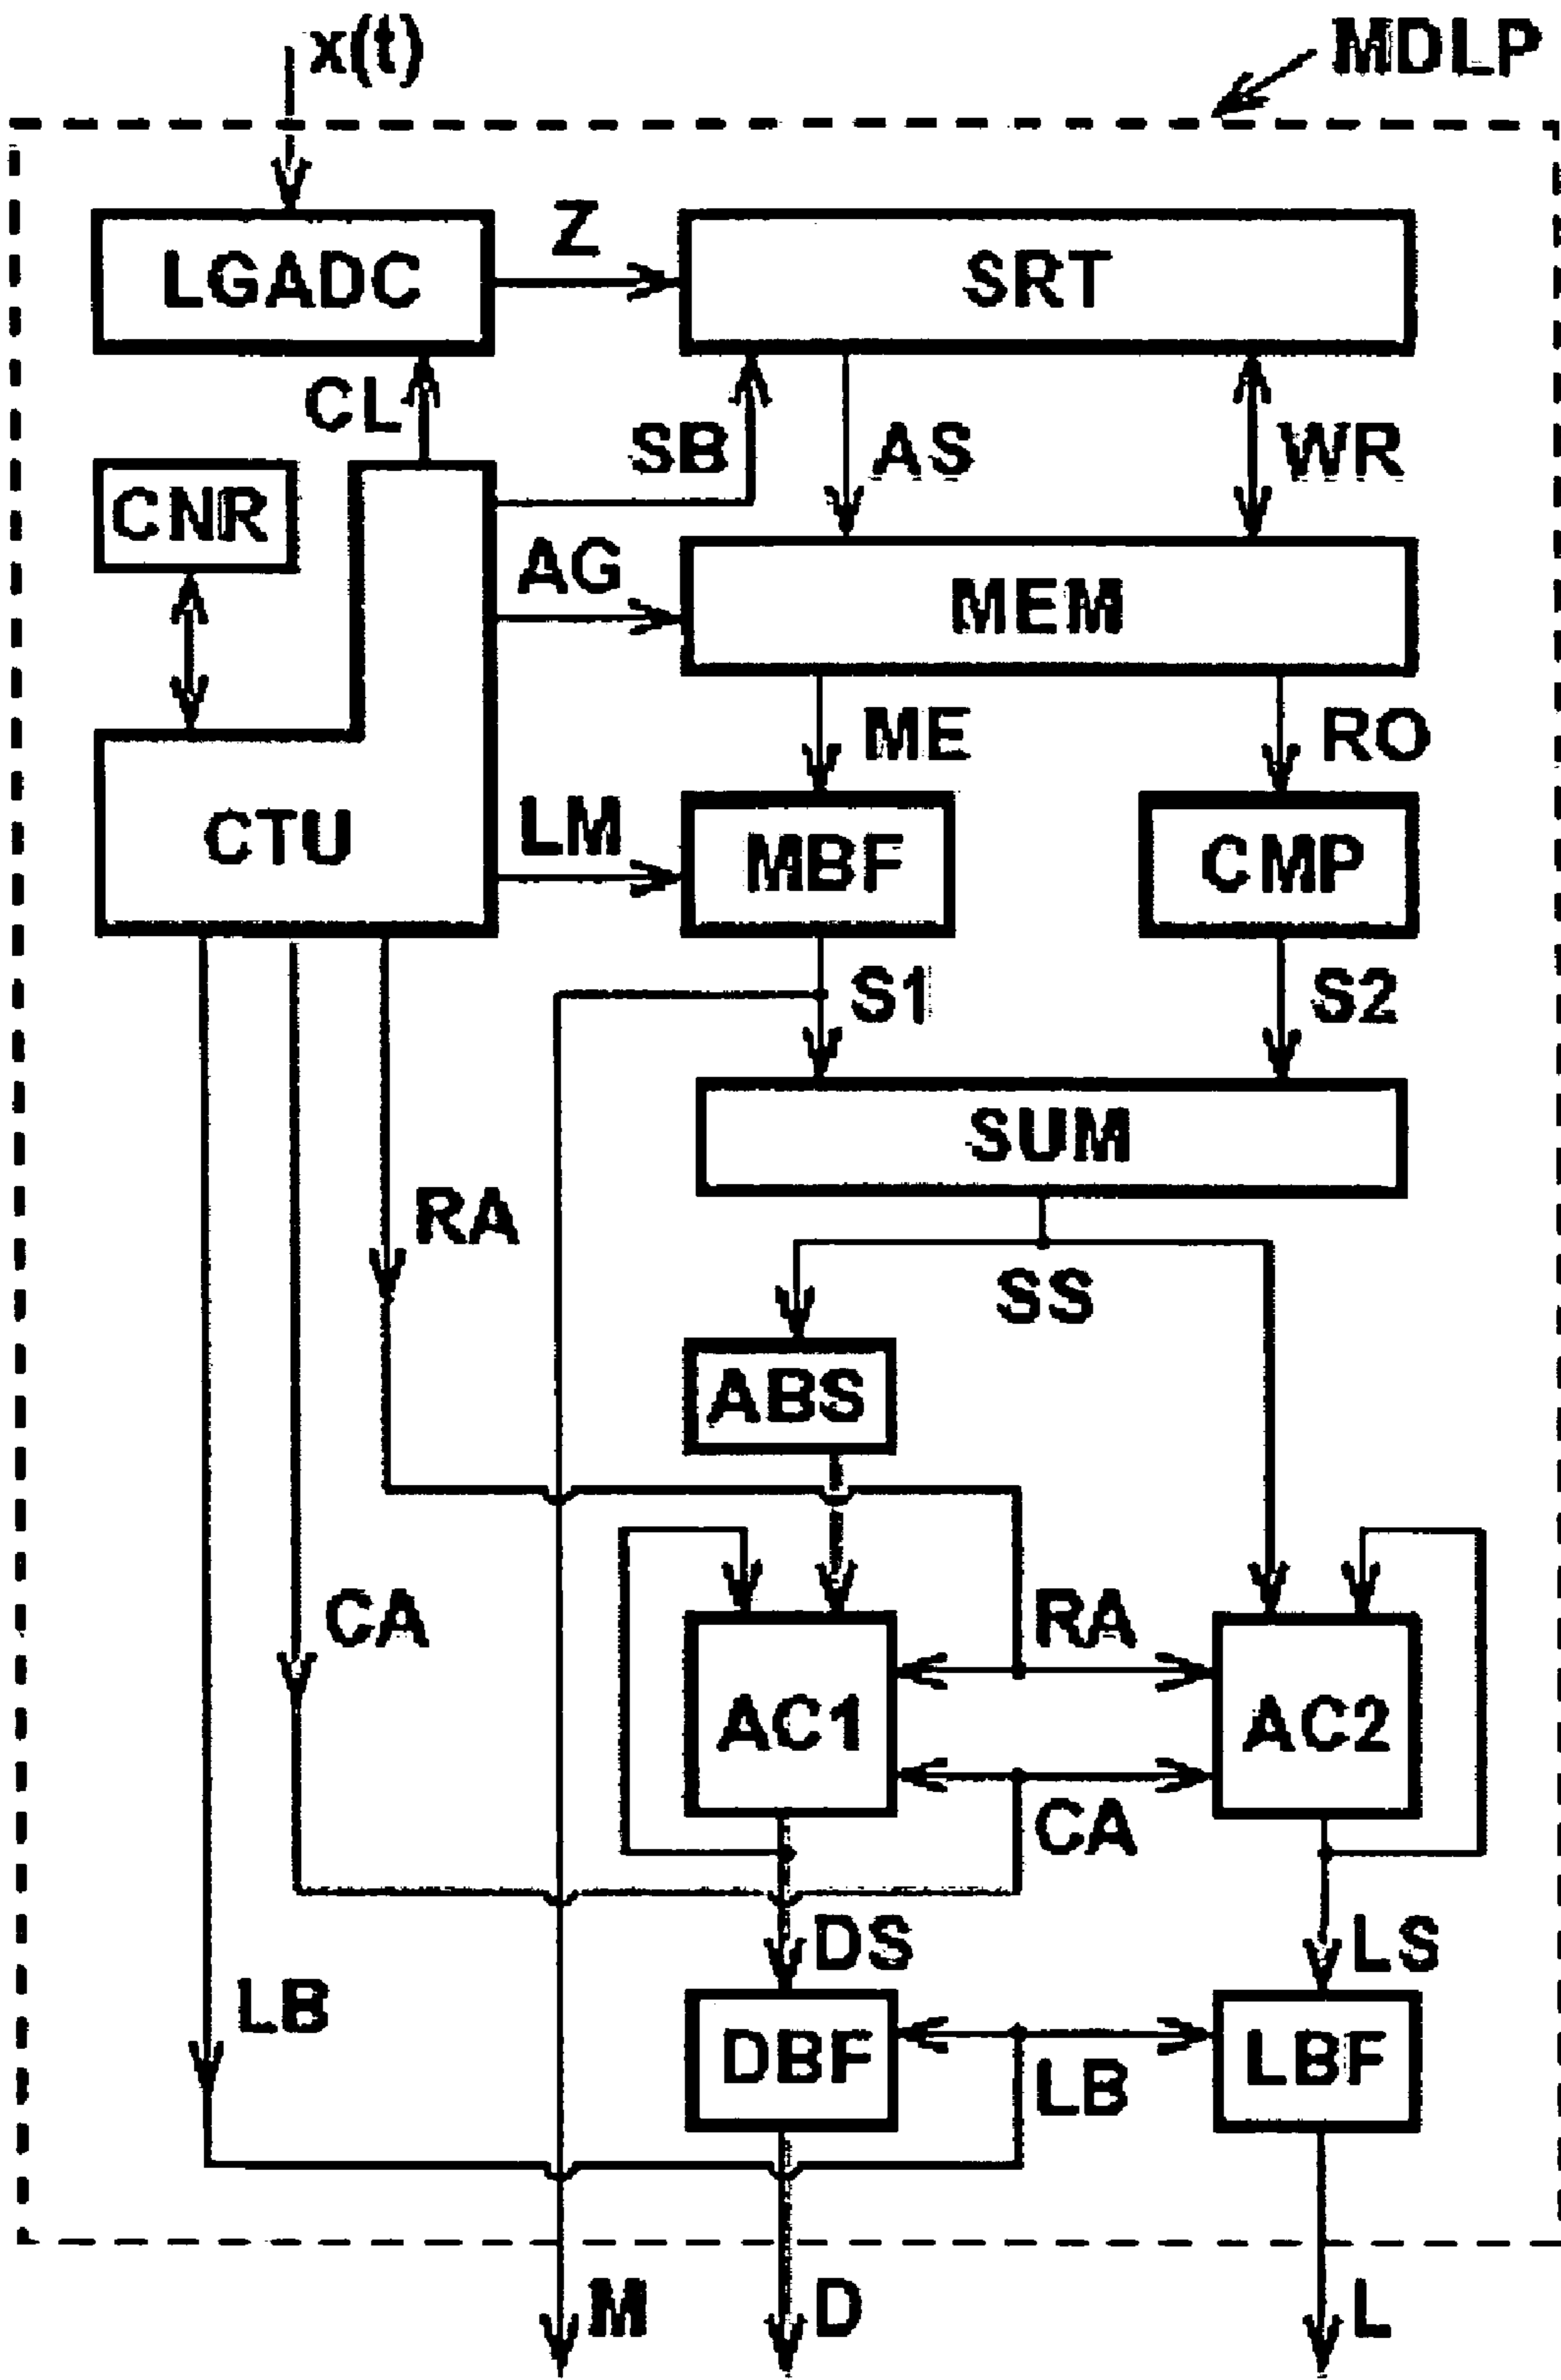 x(t)
MDLP
LGADC
Z
SRT
CL
SB
AS
WR
CNR
AG
MEM
ME
RO
CTU
LM
MBF
CMP
S1
S2
SUM
RA
SS
ABS
CA
RA
AC1
AC2
CA
DS
LS
LB
DBF
LB
LBF
M
D
L